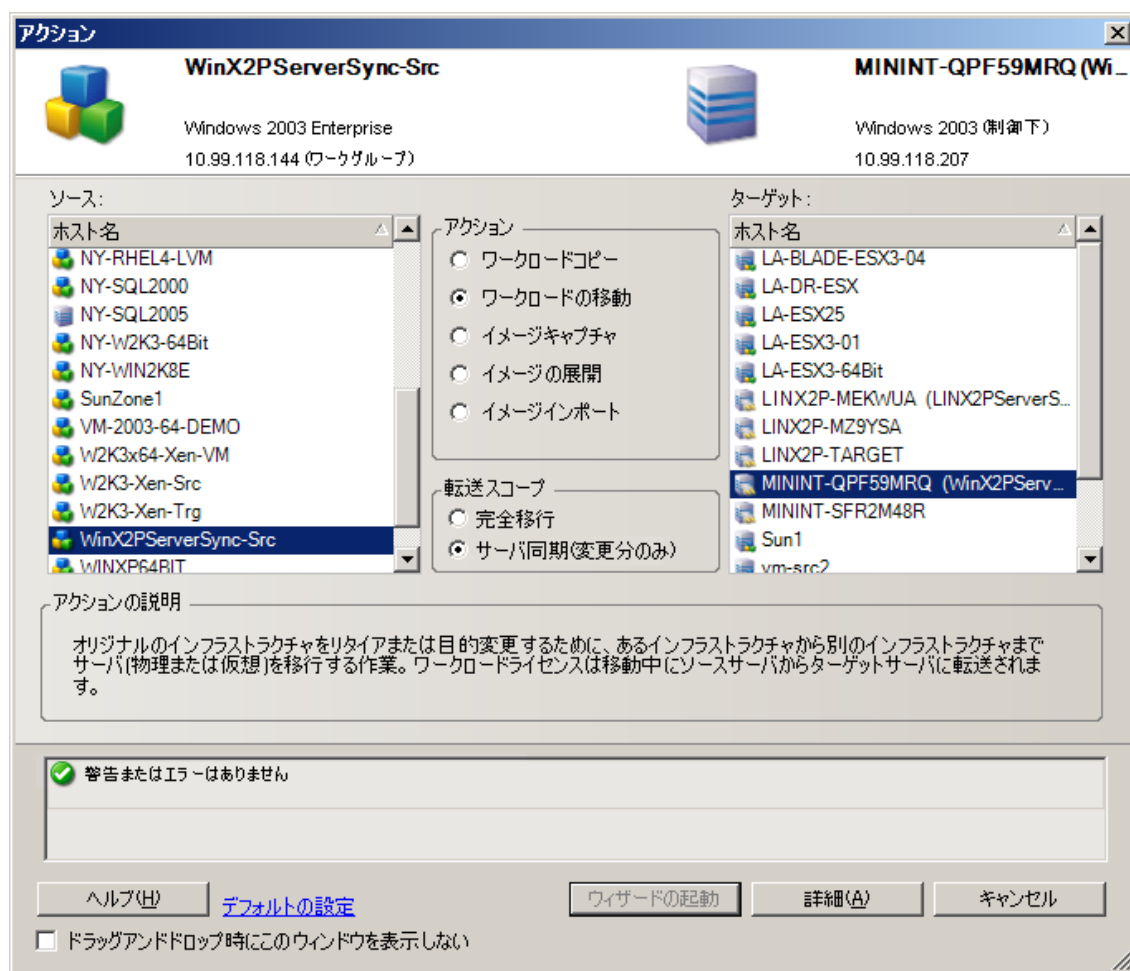 アクション
WinX2PServerSync-Src
Windows 2003 Enterprise
10.99.118.144 (ワークグループ)
MININT-QPF59MRQ (Wi_
Windows 2003 (制御下)
10.99.118.207
ソース:
ホスト名
NY-RHEL4-LVM
NY-SQL2000
NY-SQL2005
NY-W2K3-64Bit
NY-WIN2K8E
SunZone1
VM-2003-64-DEMO
W2K3x64-Xen-VM
W2K3-Xen-Src
W2K3-Xen-Trg
WinX2PServerSync-Src
WINXP64BIT
アクション
ワークロードコピー
ワークロードの移動
イメージキャプチャ
イメージの展開
イメージインポート
転送スコープ
完全移行
サーバ同期(変更分のみ)
ターゲット:
ホスト名
LA-BLADE-ESX3-04
LA-DR-ESX
LA-ESX25
LA-ESX3-01
LA-ESX3-64Bit
LINX2P-MEKWUA (LINX2PServerS...
LINX2P-MZ9YSA
LINX2P-TARGET
MININT-QPF59MRQ (WinX2PServ...
MININT-SFR2M48R
Sun1
vm-src2
アクションの説明
オリジナルのインフラストラクチャをリタイアまたは目的変更するために、あるインフラストラクチャから別のインフラストラクチャまで
サーバ(物理または仮想)を移行する作業。ワークロードライセンスは移動中にソースサーバからターゲットサーバに転送されま
す。
警告またはエラーはありません
ヘルプ(H)
デフォルトの設定
ウィザードの起動
詳細(A)
キャンセル
ドラッグアンドドロップ時にこのウィンドウを表示しない